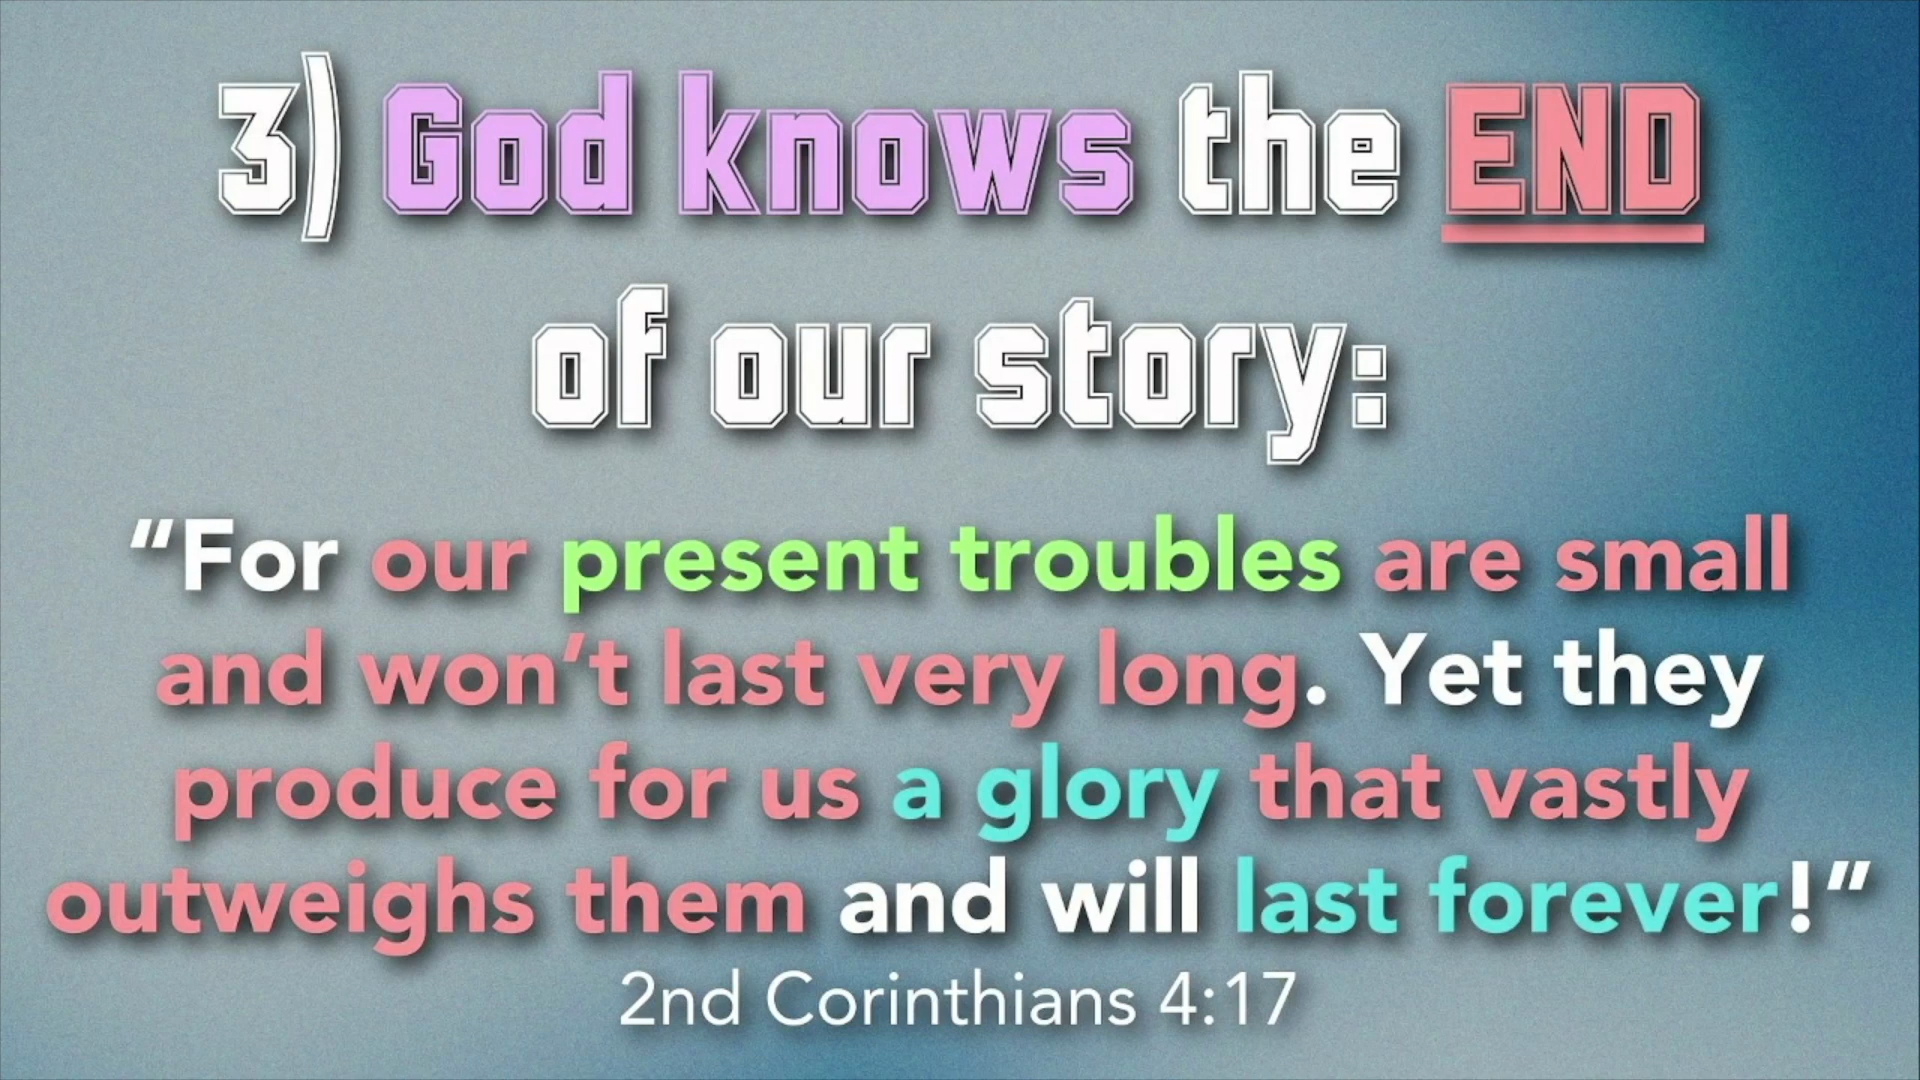 3) God knows the END
of our story:
“For our present troubles are small
and won’t last very long. Yet they
produce for us a glory that vastly
outweighs them and will last forever!”
2nd Corinthians 4:17